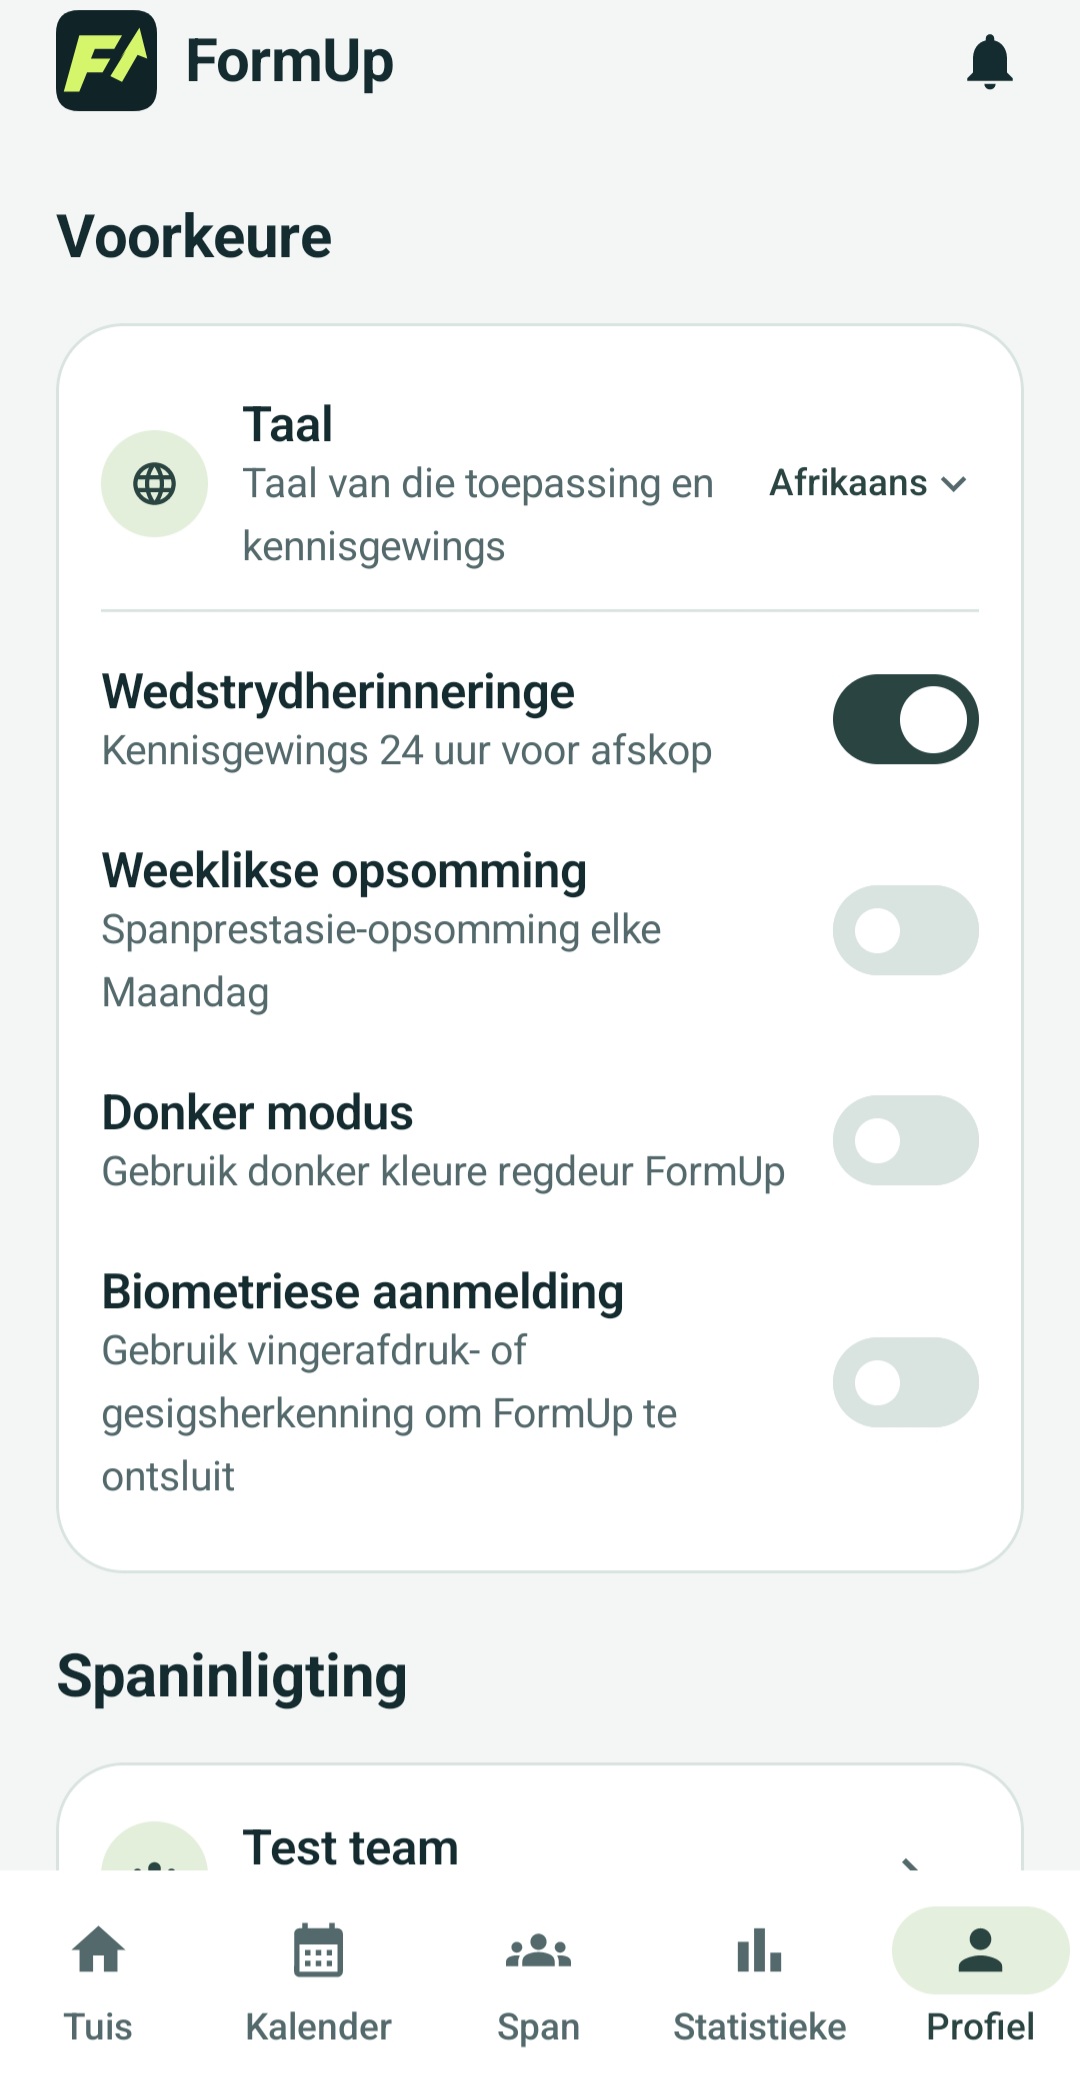 FormUp
Voorkeure
Taal
Taal van die toepassing en
kennisgewings
Afrikaans
Wedstrydherinneringe
Kennisgewings 24 uur voor afskop
Weeklikse opsomming
Spanprestasie-opsomming elke
Maandag
Donker modus
Gebruik donker kleure regdeur FormUp
Biometriese aanmelding
Gebruik vingerafdruk- of
gesigsherkenning om FormUp te
ontsluit
Spaninligting
Test team
Tuis
Kalender
Span
Statistieke
Profiel